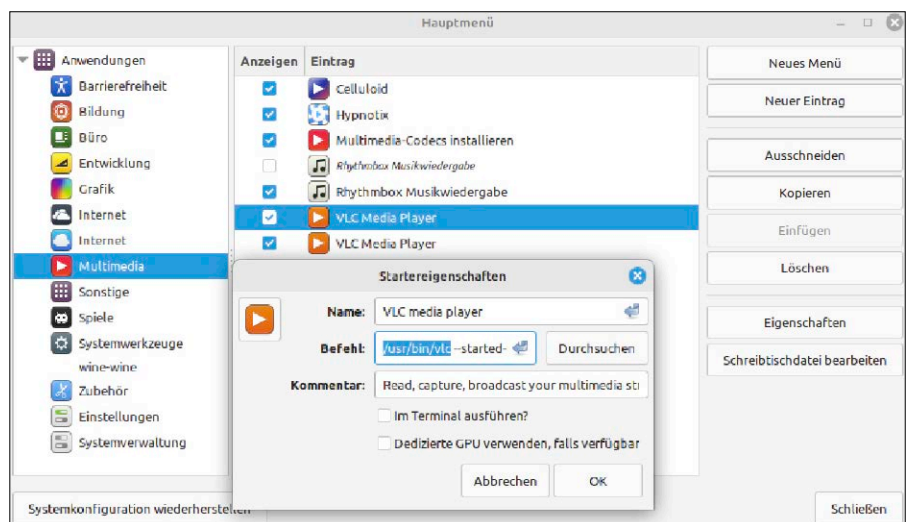 Hauptmenü
Anwendungen
Barrierefreiheit
Bildung
Büro
Entwicklung
Grafik
Internet
Internet
Multimedia
Sonstige
Spiele
Systemwerkzeuge
wine-wine
Zubehör
Einstellungen
Systemverwaltung
Anzeigen Eintrag
Celluloid
Hypnotix
Multimedia-Codecs installieren
Rhythmbox Musikwiedergabe
Rhythmbox Musikwiedergabe
VLC Media Player
VLC Media Player
Startereigenschaften
Name: VLC media player
Befehl: /usr/bin/vlc --started- Durchsuchen
Kommentar: Read, capture, broadcast your multimedia str
Im Terminal ausführen?
Dedizierte GPU verwenden, falls verfügbar
Abbrechen OK
Neues Menü
Neuer Eintrag
Ausschneiden
Kopieren
Einfügen
Löschen
Eigenschaften
Schreibtischdatei bearbeiten
Systemkonfiguration wiederherstellen
Schließen